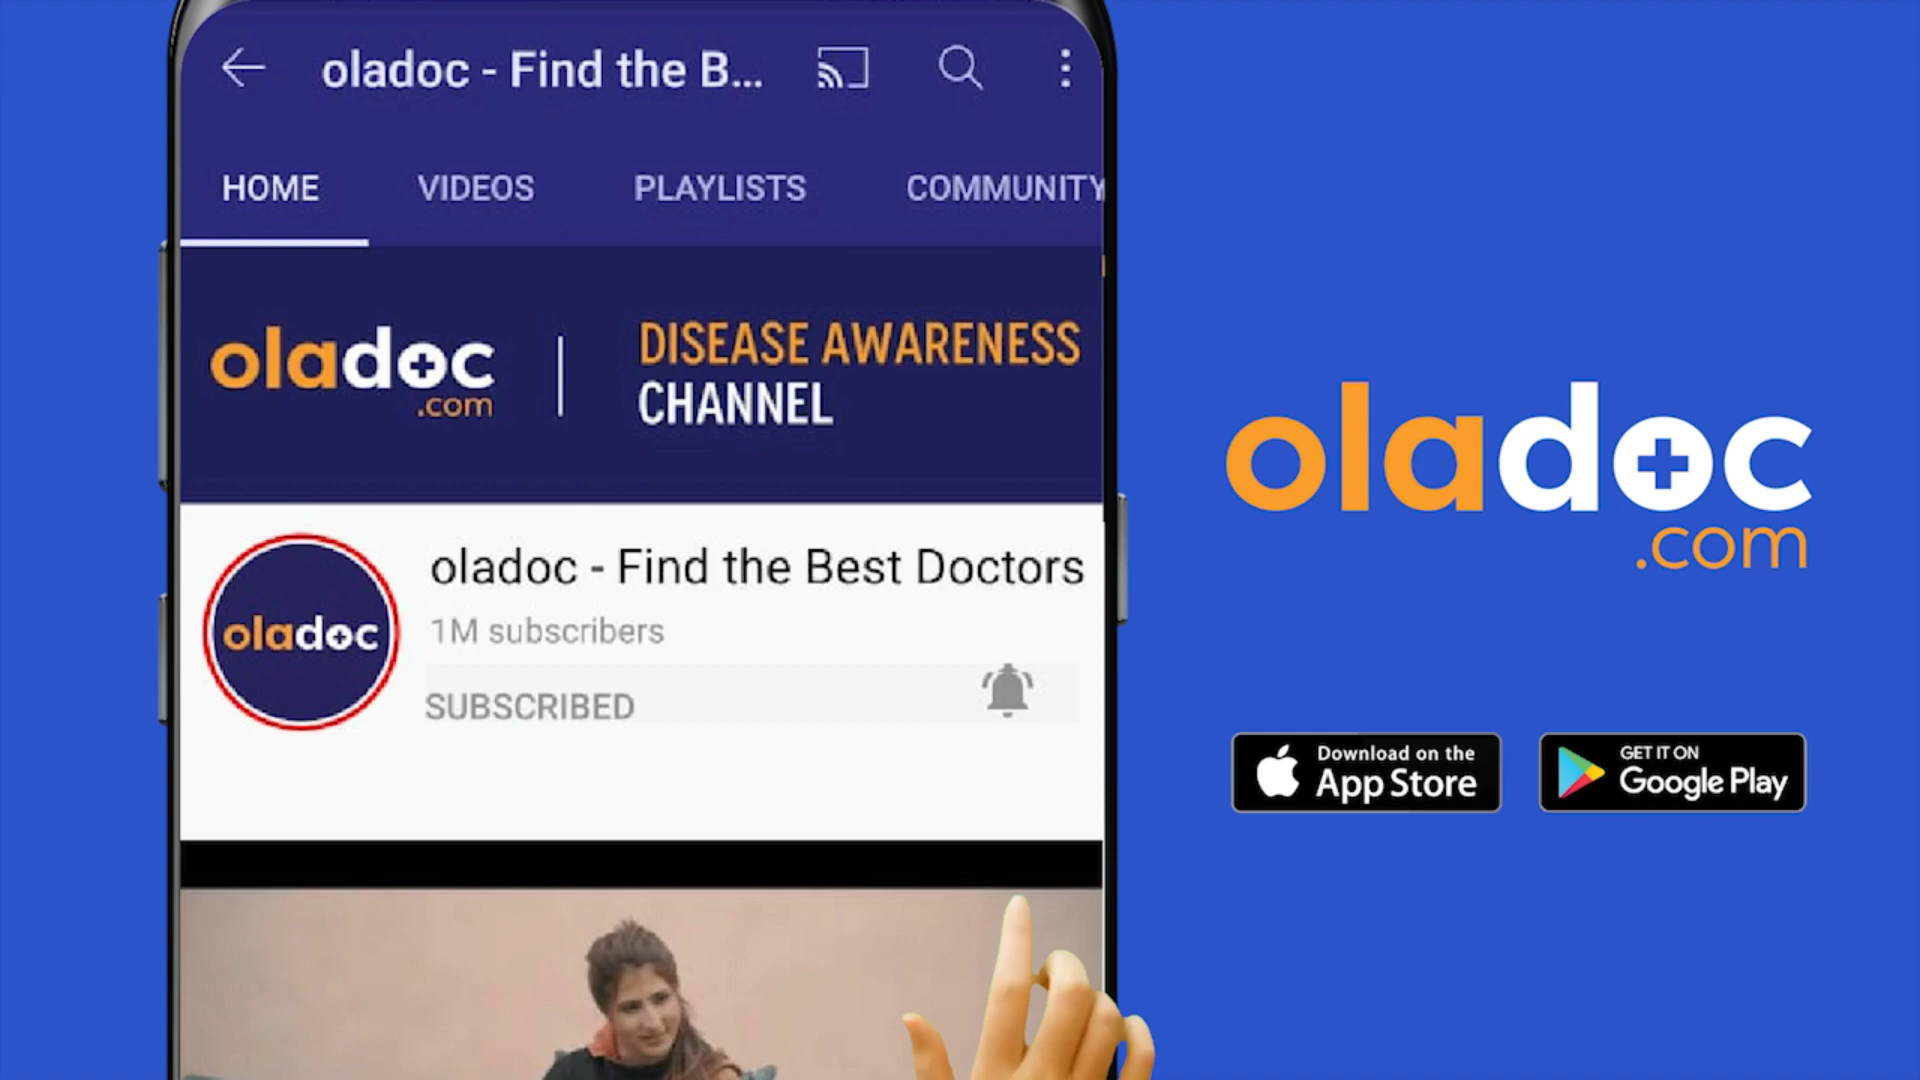 oladoc - Find the B...
HOME VIDEOS PLAYLISTS COMMUNITY
oladoc
.com
DISEASE AWARENESS
CHANNEL
oladoc
oladoc - Find the Best Doctors
1M subscribers
SUBSCRIBED
oladoc
.com
Download on the
App Store
GET IT ON
Google Play